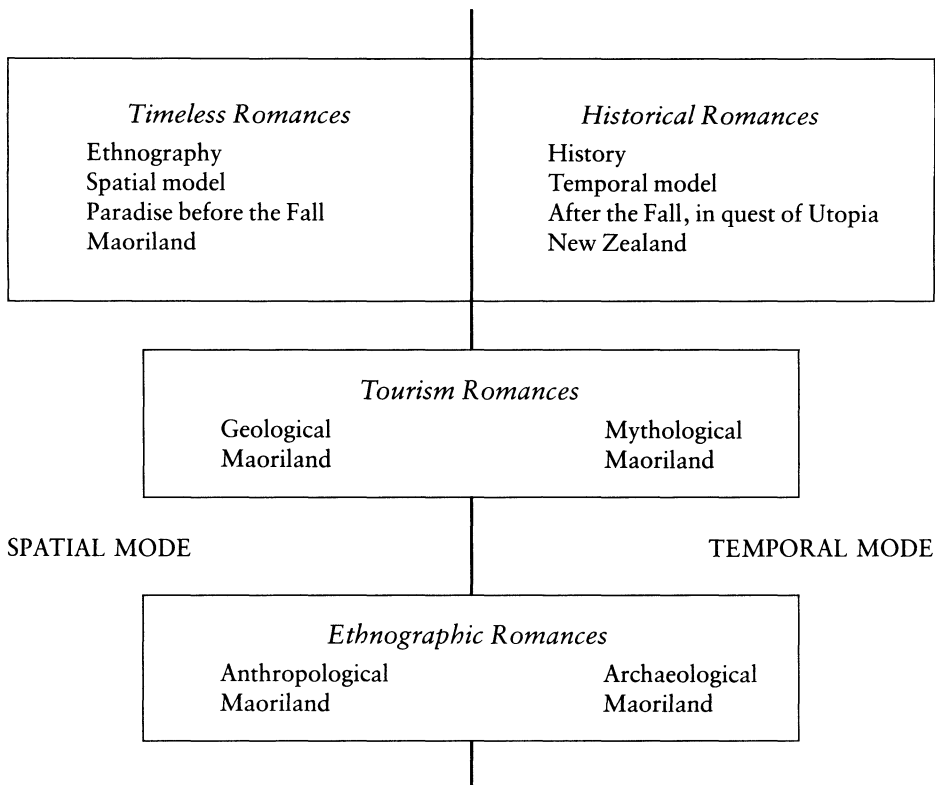 Timeless Romances
Ethnography
Spatial model
Paradise before the Fall
Maoriland
Historical Romances
History
Temporal model
After the Fall, in quest of Utopia
New Zealand
Tourism Romances
Geological
Maoriland
Mythological
Maoriland
SPATIAL MODE
TEMPORAL MODE
Ethnographic Romances
Anthropological
Maoriland
Archaeological
Maoriland